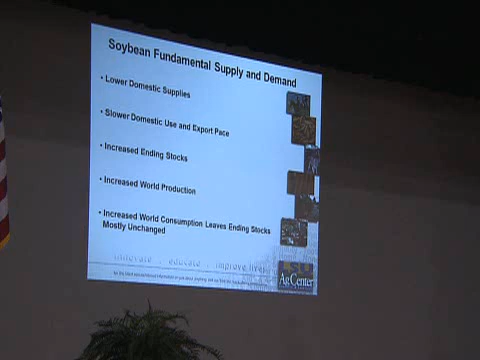 Soybean Fundamental Supply and Demand
• Lower Domestic Supplies
• Slower Domestic Use and Export Pace
• Increased Ending Stocks
• Increased World Production
• Increased World Consumption Leaves Ending Stocks
Mostly Unchanged
innovate . educate . improve lives
AgCenter